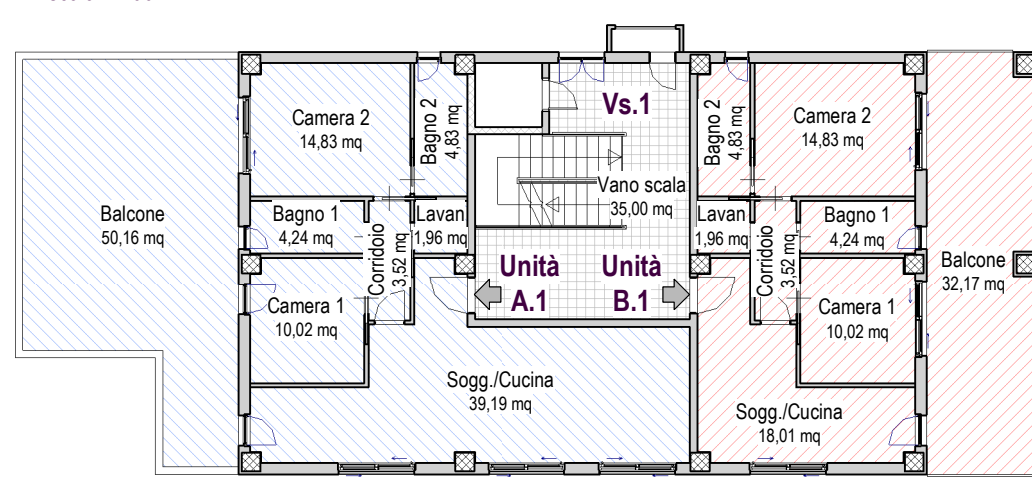 Balcone
50,16 mq
Camera 2
14,83 mq
Bagno 2
4,83 mq
Bagno 1
4,24 mq
Lavan
1,96 mq
Corridoio
3,52 mq
Camera 1
10,02 mq
Sogg./Cucina
39,19 mq
Vs.1
Vano scala
35,00 mq
Unità
A.1
Unità
B.1
Bagno 2
4,83 mq
Camera 2
14,83 mq
Lavan
1,96 mq
Corridoio
3,52 mq
Bagno 1
4,24 mq
Camera 1
10,02 mq
Sogg./Cucina
18,01 mq
Balcone
32,17 mq